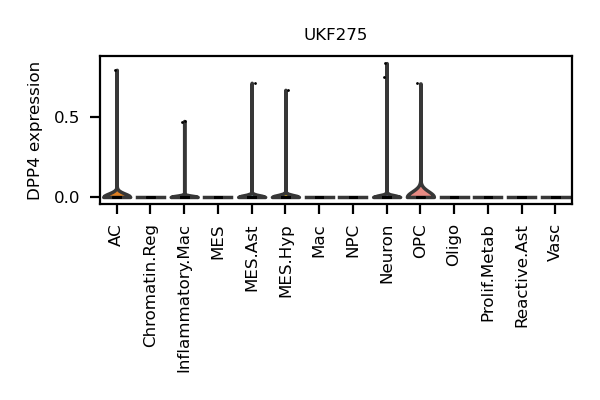 UKF275
DPP4 expression
0.5
0.0
AC
Chromatin.Reg
Inflammatory.Mac
MES
MES.Ast
MES.Hyp
Mac
NPC
Neuron
OPC
Oligo
Prolif.Metab
Reactive.Ast
Vasc